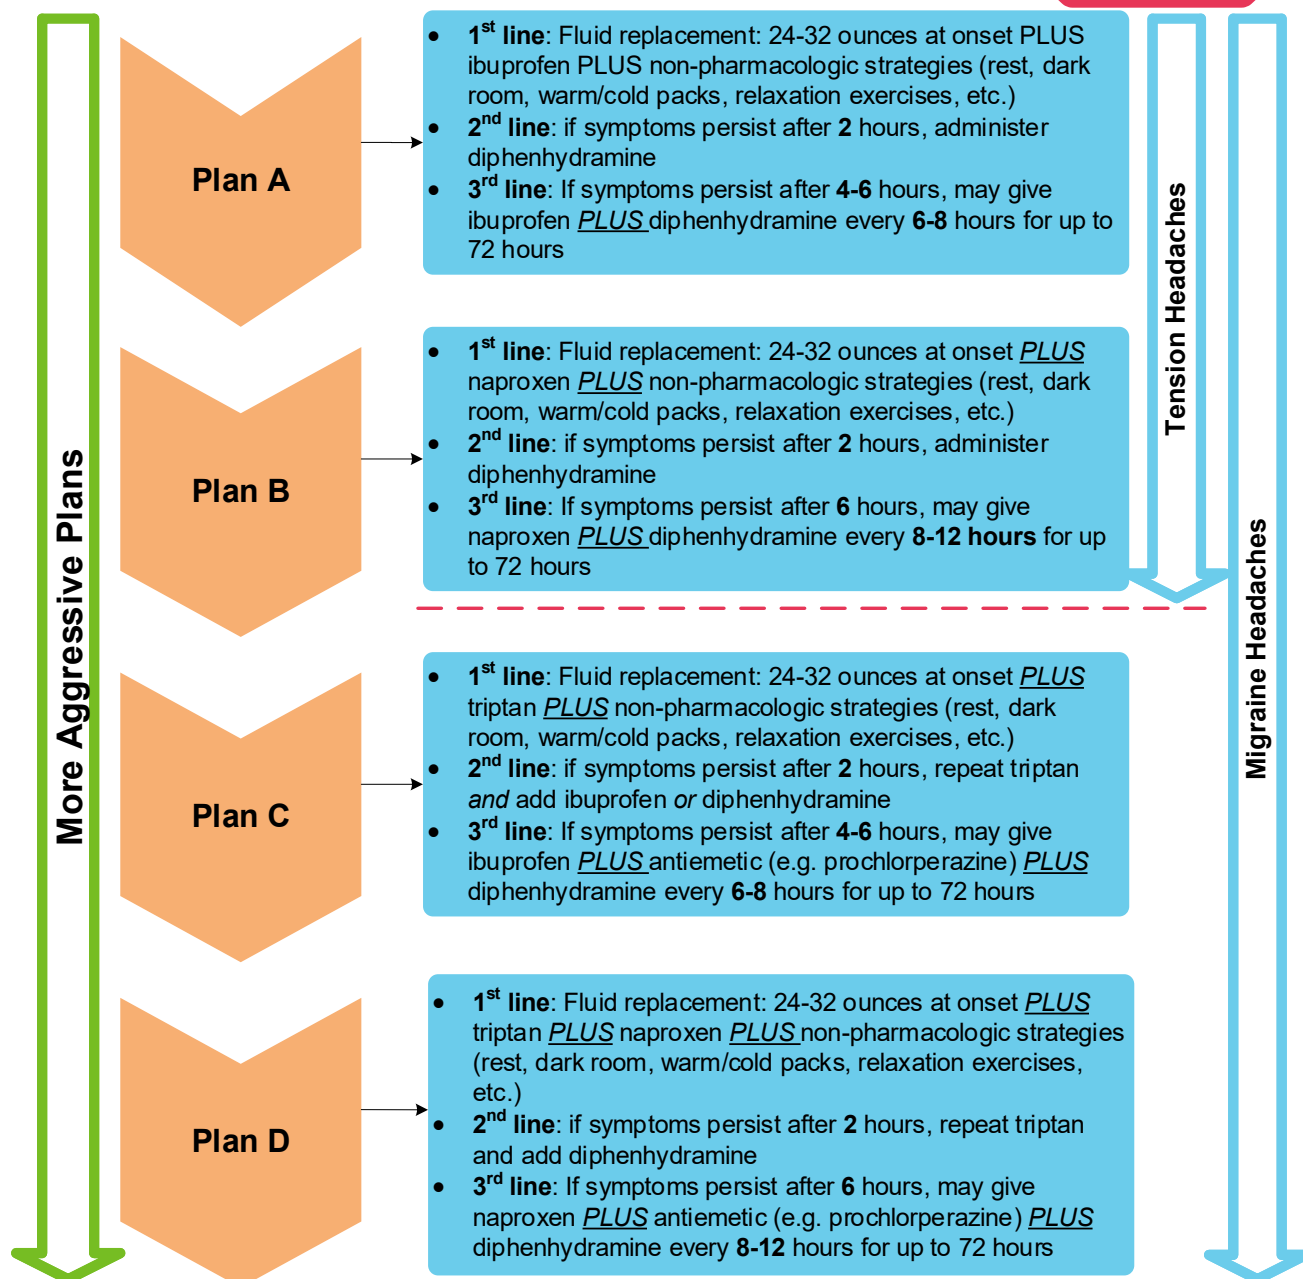 More Aggressive Plans
Plan A
• 1st line: Fluid replacement: 24-32 ounces at onset PLUS
ibuprofen PLUS non-pharmacologic strategies (rest, dark
room, warm/cold packs, relaxation exercises, etc.)
• 2nd line: if symptoms persist after 2 hours, administer
diphenhydramine
• 3rd line: If symptoms persist after 4-6 hours, may give
ibuprofen PLUS diphenhydramine every 6-8 hours for up to
72 hours
Plan B
• 1st line: Fluid replacement: 24-32 ounces at onset PLUS
naproxen PLUS non-pharmacologic strategies (rest, dark
room, warm/cold packs, relaxation exercises, etc.)
• 2nd line: if symptoms persist after 2 hours, administer
diphenhydramine
• 3rd line: If symptoms persist after 6 hours, may give
naproxen PLUS diphenhydramine every 8-12 hours for up
to 72 hours
Plan C
• 1st line: Fluid replacement: 24-32 ounces at onset PLUS
triptan PLUS non-pharmacologic strategies (rest, dark
room, warm/cold packs, relaxation exercises, etc.)
• 2nd line: if symptoms persist after 2 hours, repeat triptan
and add ibuprofen or diphenhydramine
• 3rd line: If symptoms persist after 4-6 hours, may give
ibuprofen PLUS antiemetic (e.g. prochlorperazine) PLUS
diphenhydramine every 6-8 hours for up to 72 hours
Plan D
• 1st line: Fluid replacement: 24-32 ounces at onset PLUS
triptan PLUS naproxen PLUS non-pharmacologic strategies
(rest, dark room, warm/cold packs, relaxation exercises,
etc.)
• 2nd line: if symptoms persist after 2 hours, repeat triptan
and add diphenhydramine
• 3rd line: If symptoms persist after 6 hours, may give
naproxen PLUS antiemetic (e.g. prochlorperazine) PLUS
diphenhydramine every 8-12 hours for up to 72 hours
Tension Headaches
Migraine Headaches